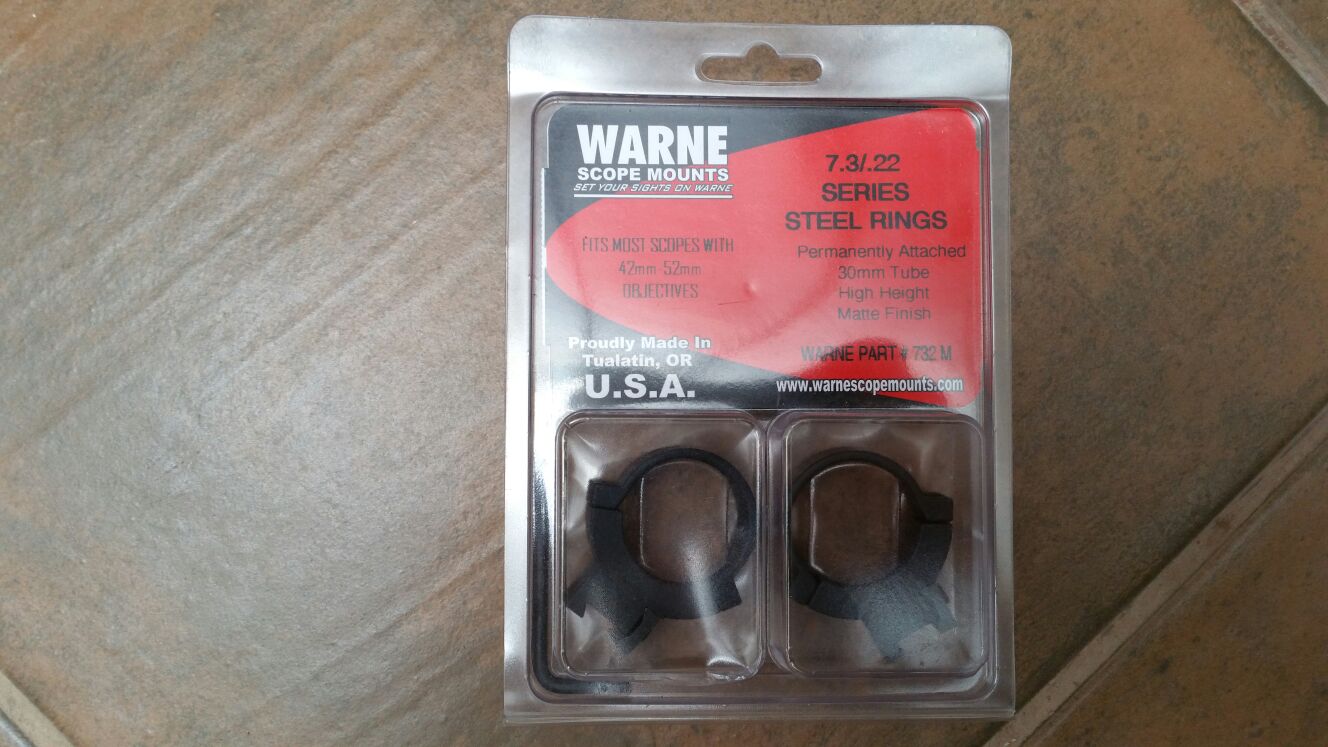 WARNE
SCOPE MOUNTS
SET YOUR SIGHTS ON WARNE
FITS MOST SCOPES WITH
42mm-52mm
OBJECTIVES
7.3/.22
SERIES
STEEL RINGS
Permanently Attached
30mm Tube
High Height
Matte Finish
WARNE PART # 732 M
Proudly Made In
Tualatin, OR
U.S.A.
www.warnescopemounts.com